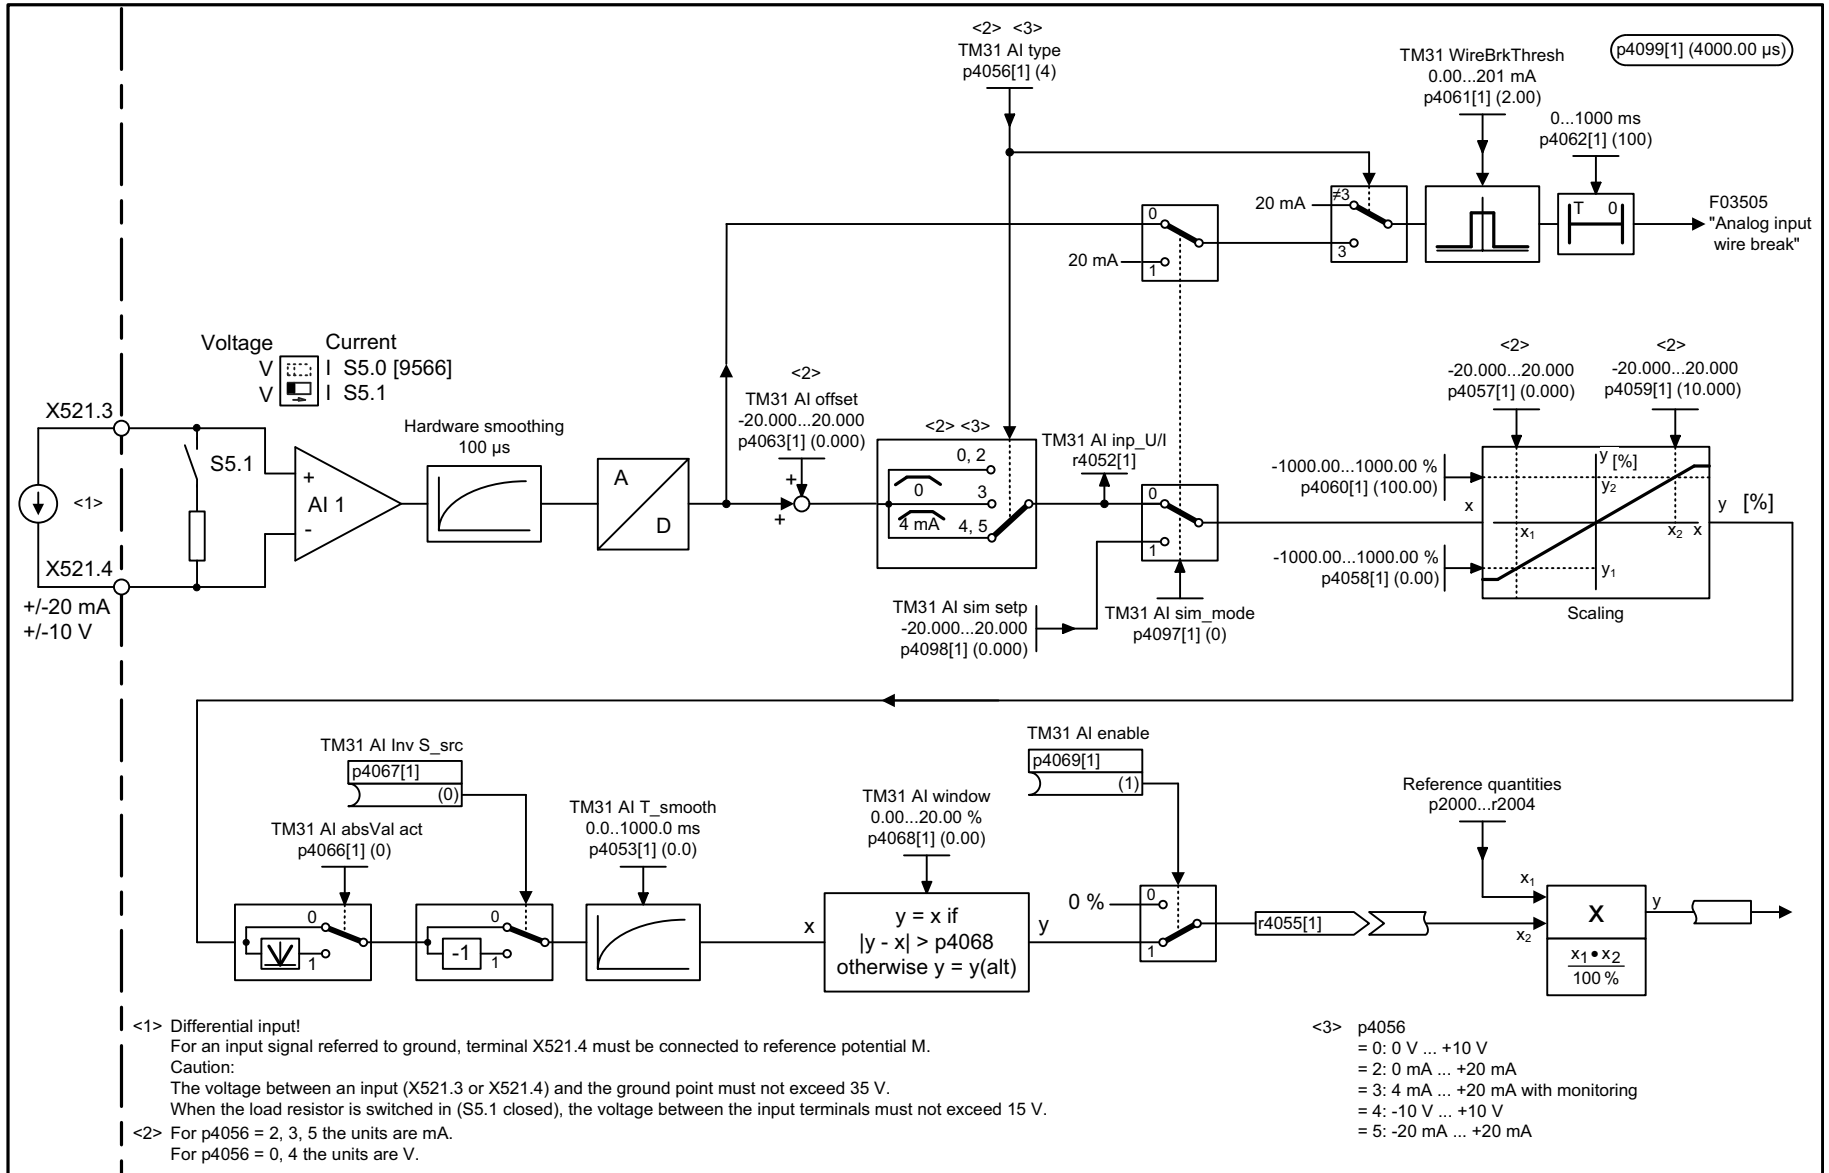 <2> <3>
TM31 AI type
p4056[1] (4)
TM31 WireBrkThresh
0.00...201 mA
p4061[1] (2.00)
p4099[1] (4000.00 µs)
0...1000 ms
p4062[1] (100)
0
20 mA
1
20 mA
≠3
3
T 0
F03505
"Analog input
wire break"
Voltage Current
V I S5.0 [9566]
V I S5.1
X521.3
S5.1
<1>
X521.4
+/-20 mA
+/-10 V
+
AI 1
-
Hardware smoothing
100 µs
A
D
<2>
TM31 AI offset
-20.000...20.000
p4063[1] (0.000)
+
+
<2> <3>
0, 2
0
3
4 mA
4, 5
TM31 AI inp_U/I
r4052[1]
0
1
TM31 AI sim setp
-20.000...20.000
p4098[1] (0.000)
TM31 AI sim_mode
p4097[1] (0)
<2>
-20.000...20.000
p4057[1] (0.000)
<2>
-20.000...20.000
p4059[1] (10.000)
-1000.00...1000.00 %
p4060[1] (100.00)
x
-1000.00...1000.00 %
p4058[1] (0.00)
y [%]
y2
x1
x2 x
y1
Scaling
y [%]
TM31 AI Inv S_src
p4067[1]
(0)
TM31 AI absVal act
p4066[1] (0)
0
1
0
-1
1
TM31 AI T_smooth
0.0..1000.0 ms
p4053[1] (0.0)
TM31 AI window
0.00...20.00 %
p4068[1] (0.00)
x
y = x if
|y - x| > p4068
otherwise y = y(alt)
y
TM31 AI enable
p4069[1]
(1)
0 %
0
1
r4055[1]
Reference quantities
p2000...r2004
x1
x2
X
x1 • x2
100 %
y
<1> Differential input!
For an input signal referred to ground, terminal X521.4 must be connected to reference potential M.
Caution:
The voltage between an input (X521.3 or X521.4) and the ground point must not exceed 35 V.
When the load resistor is switched in (S5.1 closed), the voltage between the input terminals must not exceed 15 V.
<2> For p4056 = 2, 3, 5 the units are mA.
For p4056 = 0, 4 the units are V.
<3> p4056
= 0: 0 V ... +10 V
= 2: 0 mA ... +20 mA
= 3: 4 mA ... +20 mA with monitoring
= 4: -10 V ... +10 V
= 5: -20 mA ... +20 mA